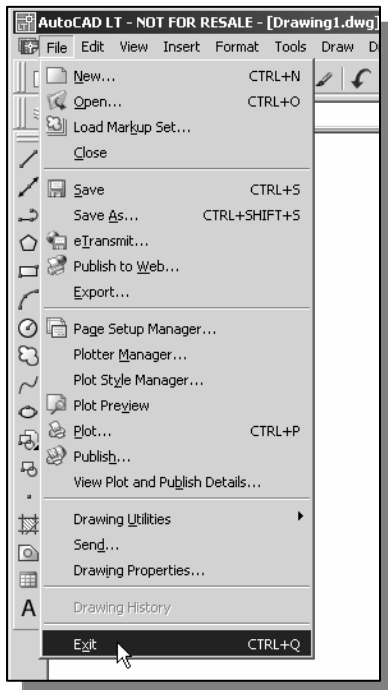 AutoCAD LT - NOT FOR RESALE - [Drawing1.dwg]
File Edit View Insert Format Tools Draw D
New... CTRL+N
Open... CTRL+O
Load Markup Set...
Close
Save CTRL+S
Save As... CTRL+SHIFT+S
eTransmit...
Publish to Web...
Export...
Page Setup Manager...
Plotter Manager...
Plot Style Manager...
Plot Preview
Plot... CTRL+P
Publish...
View Plot and Publish Details...
Drawing Utilities
Send...
Drawing Properties...
A
Drawing History
Exit CTRL+Q